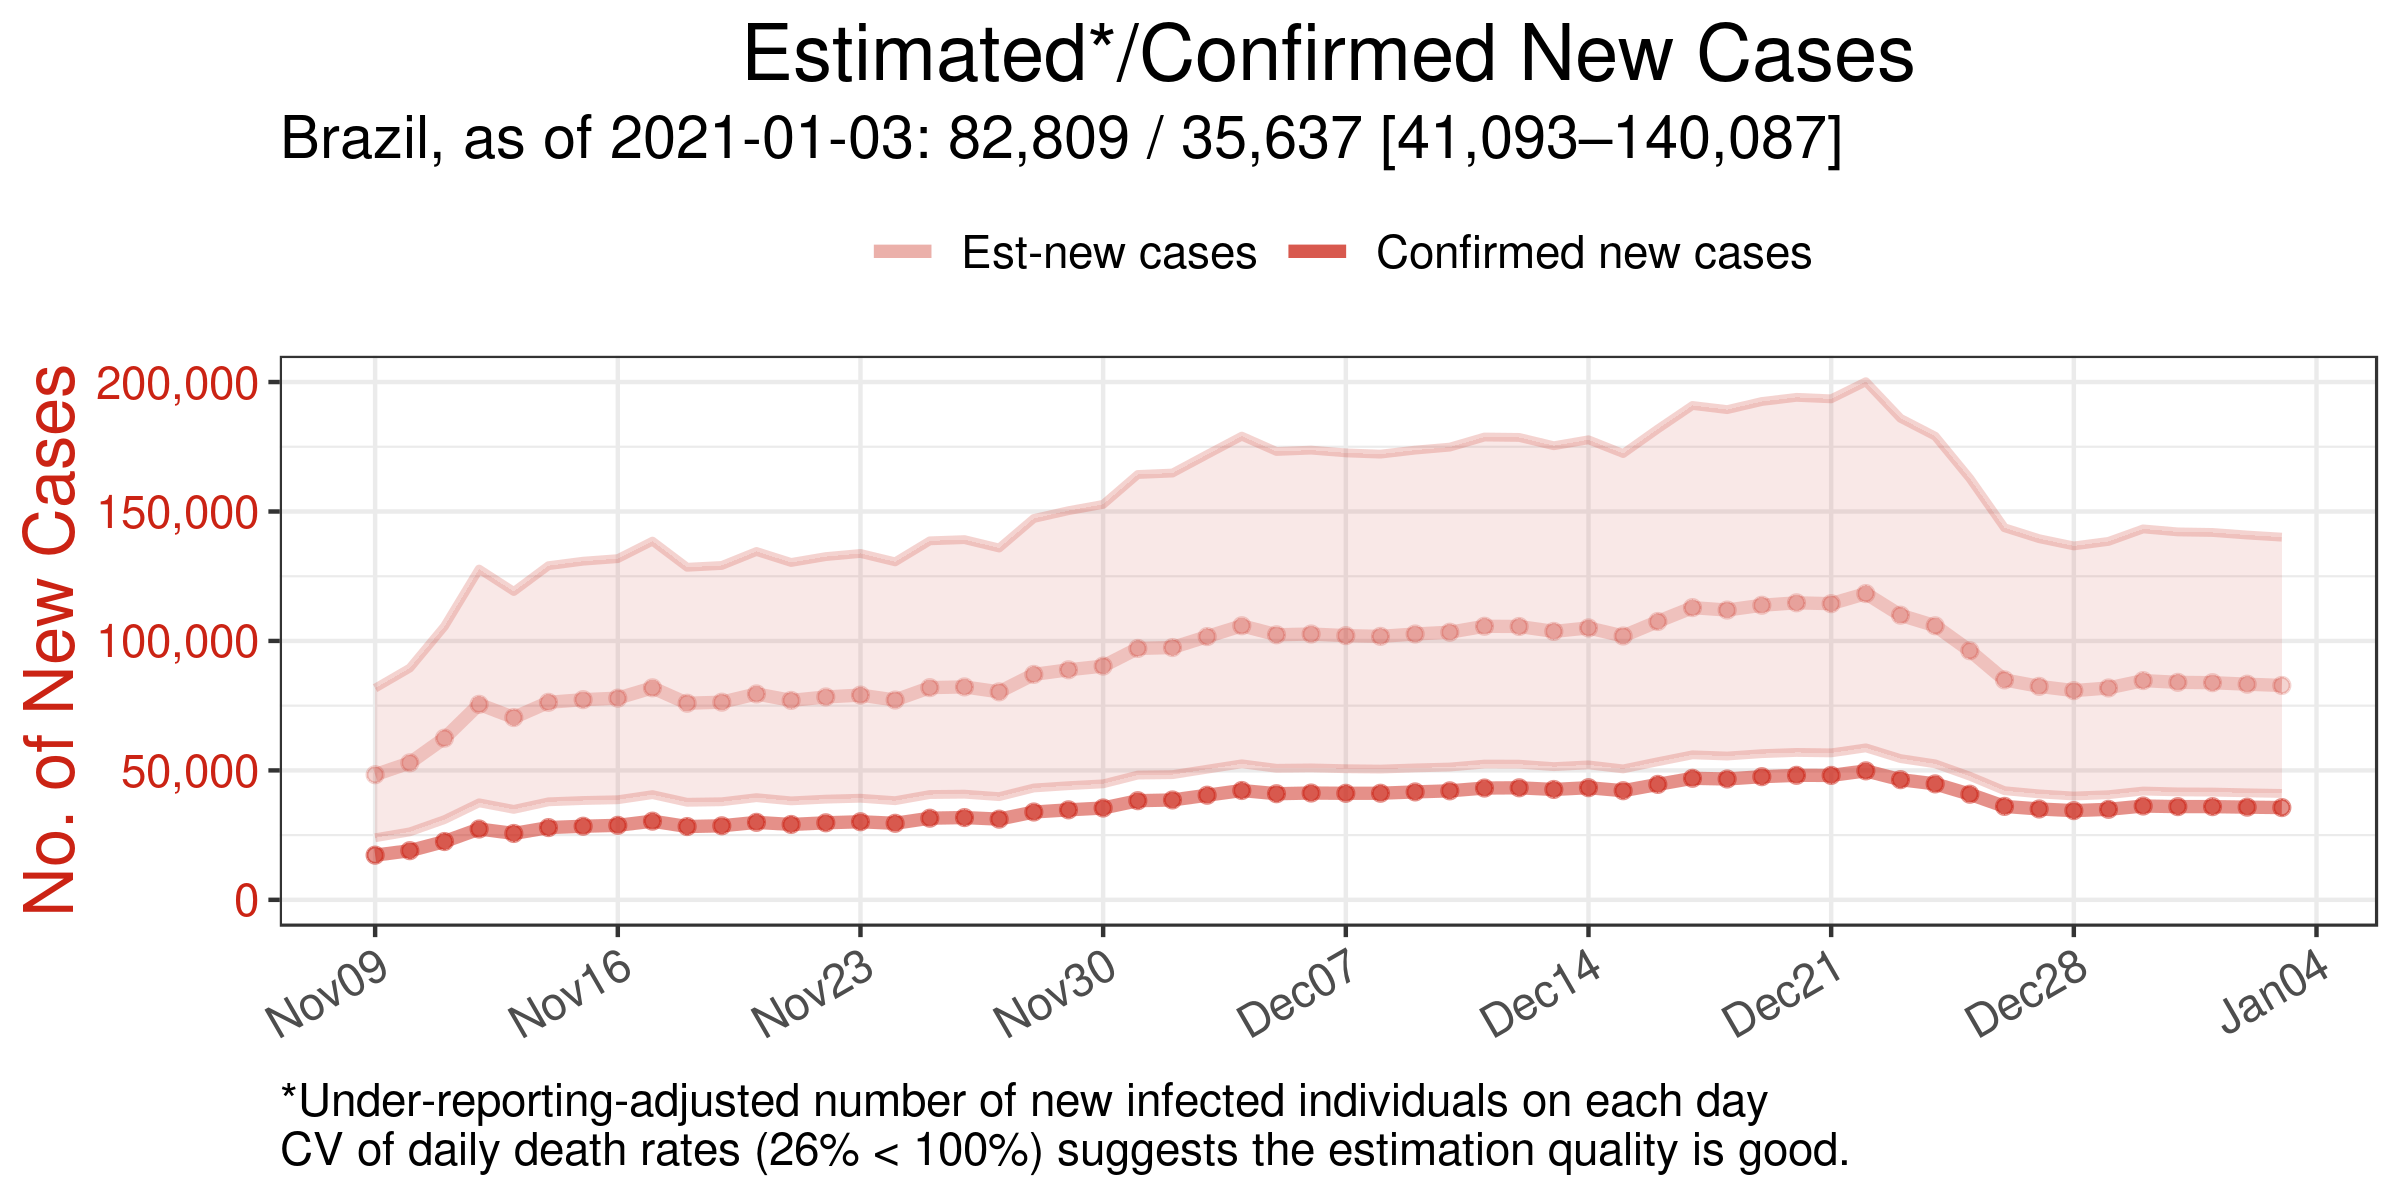 Estimated*/Confirmed New Cases
Brazil, as of 2021-01-03: 82,809 / 35,637 [41,093–140,087]
Est-new cases
Confirmed new cases
No. of New Cases
200,000
150,000
100,000
50,000
0
Nov09
Nov16
Nov23
Nov30
Dec07
Dec14
Dec21
Dec28
Jan04
*Under-reporting-adjusted number of new infected individuals on each day
CV of daily death rates (26% < 100%) suggests the estimation quality is good.